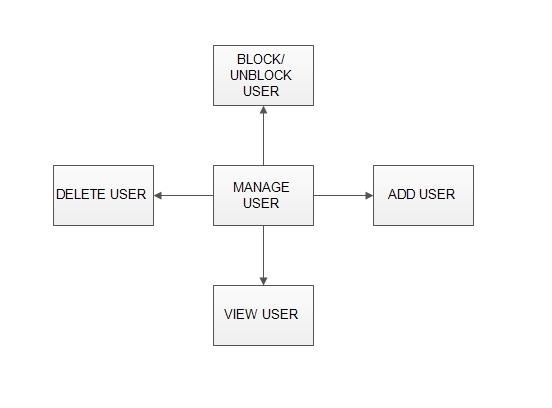 BLOCK/
UNBLOCK
USER
DELETE USER
MANAGE
USER
ADD USER
VIEW USER